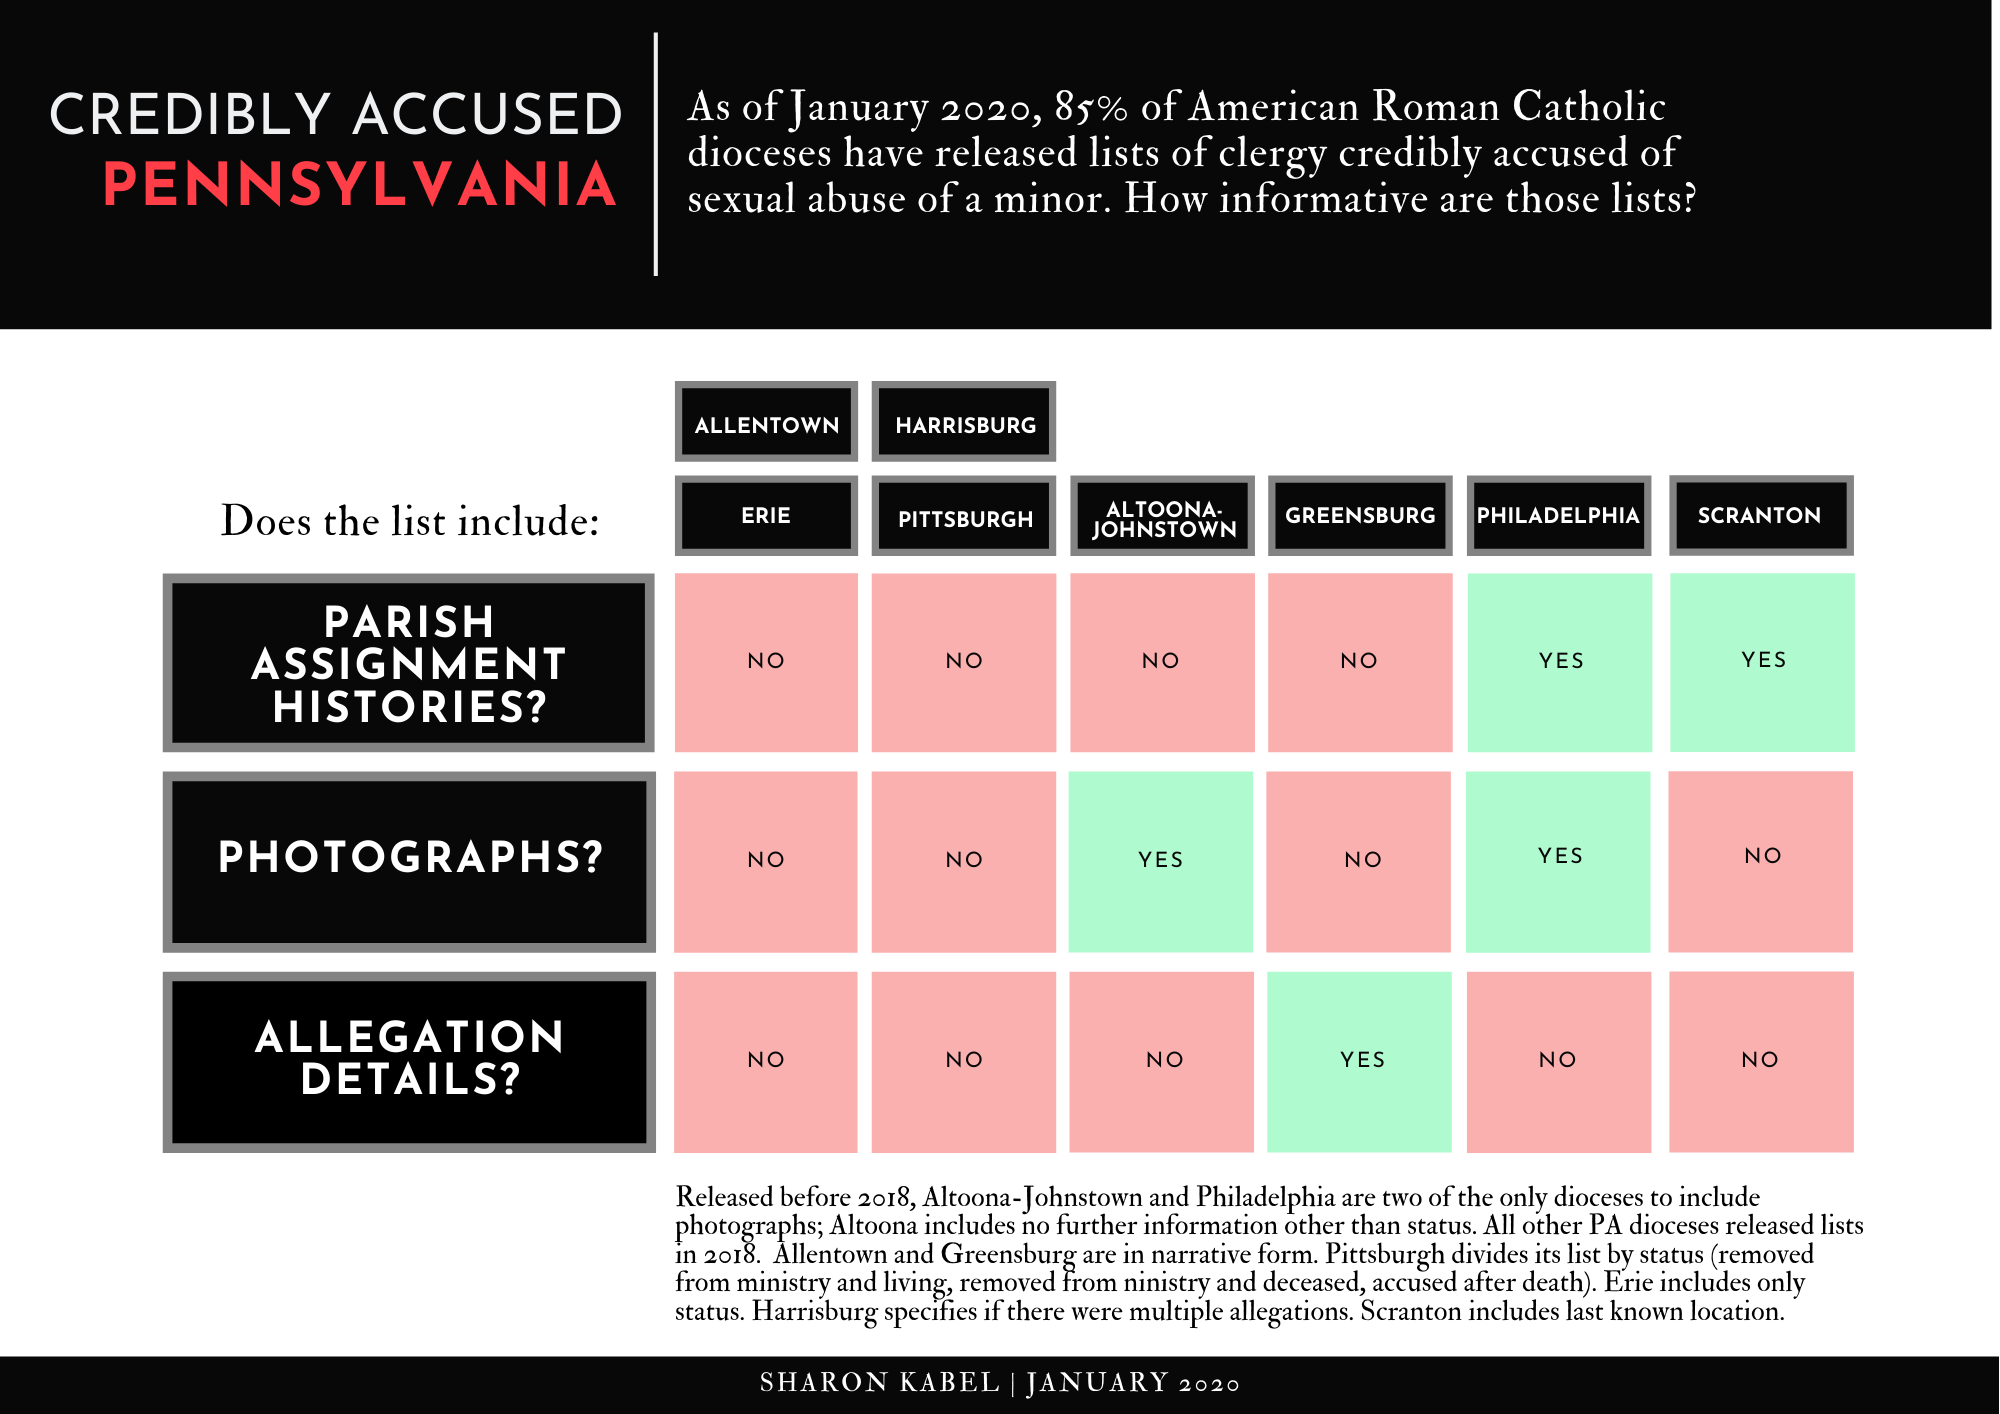 CREDIBLY ACCUSED
PENNSYLVANIA
As of January 2020, 85% of American Roman Catholic
dioceses have released lists of clergy credibly accused of
sexual abuse of a minor. How informative are those lists?
ALLENTOWN HARRISBURG
Does the list include:
ERIE PITTSBURGH ALTOONA-
JOHNSTOWN GREENSBURG PHILADELPHIA SCRANTON
PARISH
ASSIGNMENT
HISTORIES?
NO NO NO NO YES YES
PHOTOGRAPHS?
NO NO YES NO YES NO
ALLEGATION
DETAILS?
NO NO NO YES NO NO
Released before 2018, Altoona-Johnstown and Philadelphia are two of the only dioceses to include
photographs; Altoona includes no further information other than status. All other PA dioceses released lists
in 2018.  Allentown and Greensburg are in narrative form. Pittsburgh divides its list by status (removed
from ministry and living, removed from ninistry and deceased, accused after death). Erie includes only
status. Harrisburg specifies if there were multiple allegations. Scranton includes last known location.
SHARON KABEL | JANUARY 2020